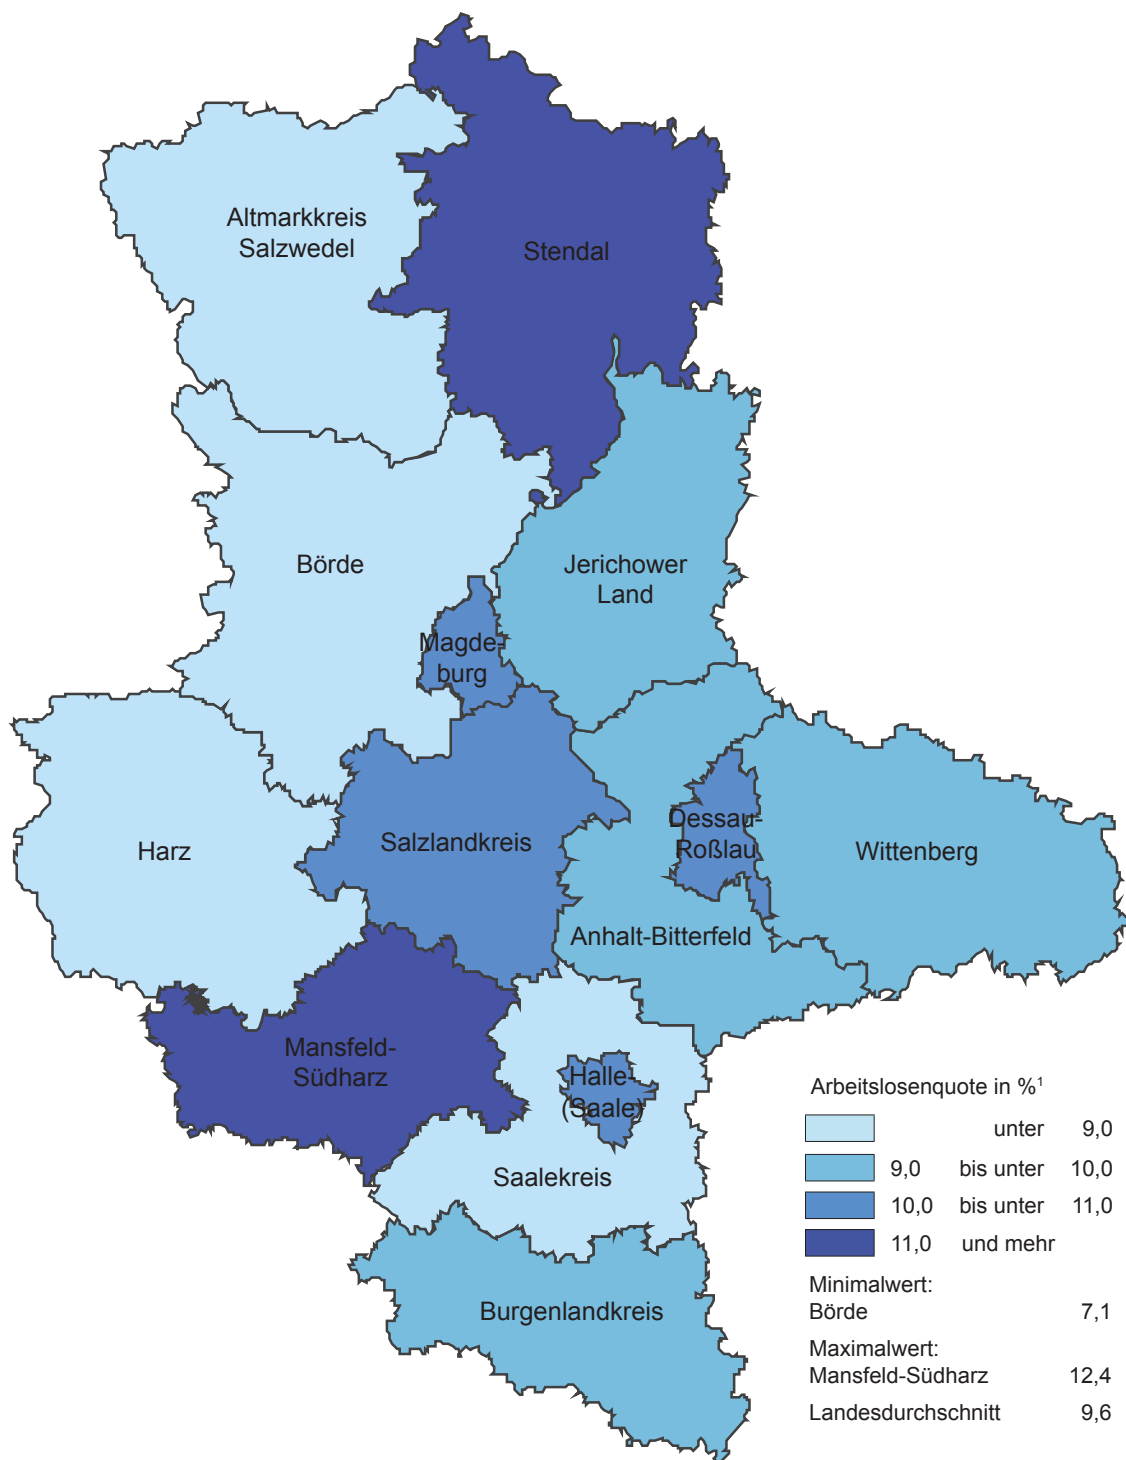 Altmarkkreis
Salzwedel
Stendal
Börde
Jerichower
Land
Magde-
burg
Harz
Salzlandkreis
Dessau-
Roßlau
Wittenberg
Anhalt-Bitterfeld
Mansfeld-
Südharz
Halle-
(Saale)
Saalekreis
Burgenlandkreis
Arbeitslosenquote in %¹
unter 9,0
9,0 bis unter 10,0
10,0 bis unter 11,0
11,0 und mehr
Minimalwert:
Börde 7,1
Maximalwert:
Mansfeld-Südharz 12,4
Landesdurchschnitt 9,6